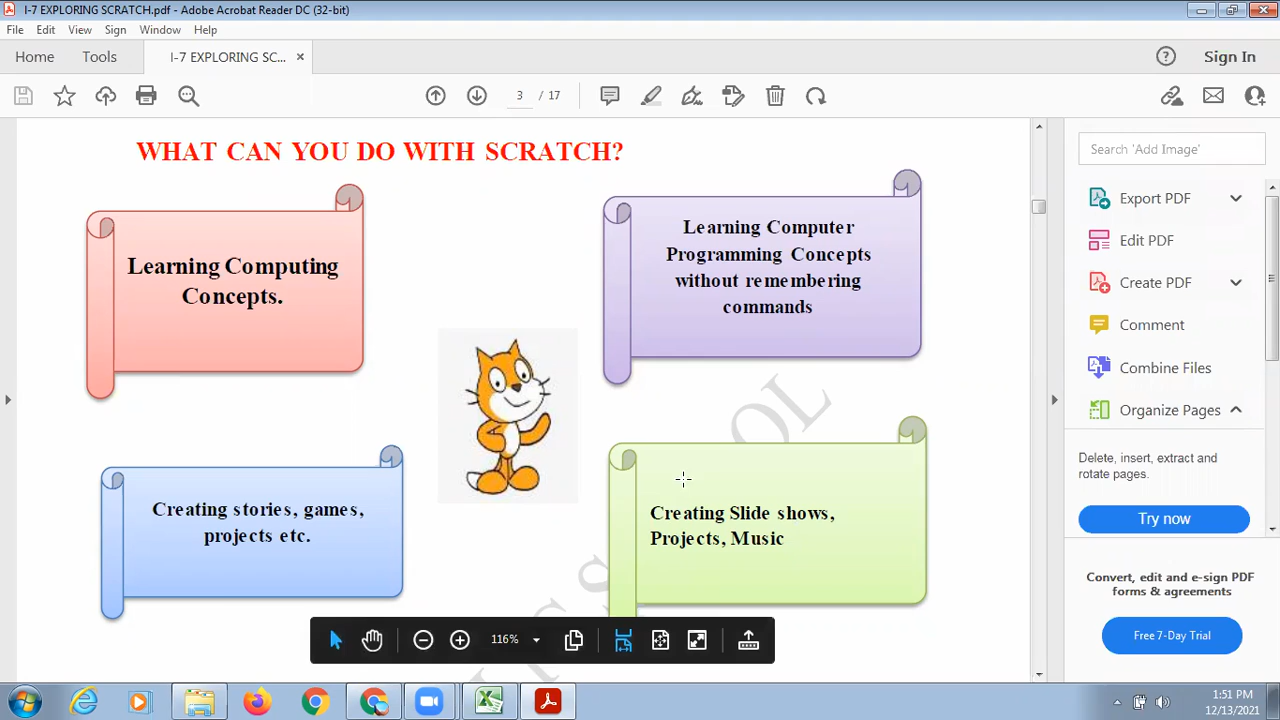 I-7 EXPLORING SCRATCH.pdf - Adobe Acrobat Reader DC (32-bit)
File Edit View Sign Window Help
Home Tools I-7 EXPLORING SC... × Sign In
3 / 17
WHAT CAN YOU DO WITH SCRATCH?
Learning Computing
Concepts.
Learning Computer
Programming Concepts
without remembering
commands
Creating stories, games,
projects etc.
Creating Slide shows,
Projects, Music
116%
Search 'Add Image'
Export PDF
Edit PDF
Create PDF
Comment
Combine Files
Organize Pages
Delete, insert, extract and
rotate pages.
Try now
Convert, edit and e-sign PDF
forms & agreements
Free 7-Day Trial
1:51 PM
12/13/2021